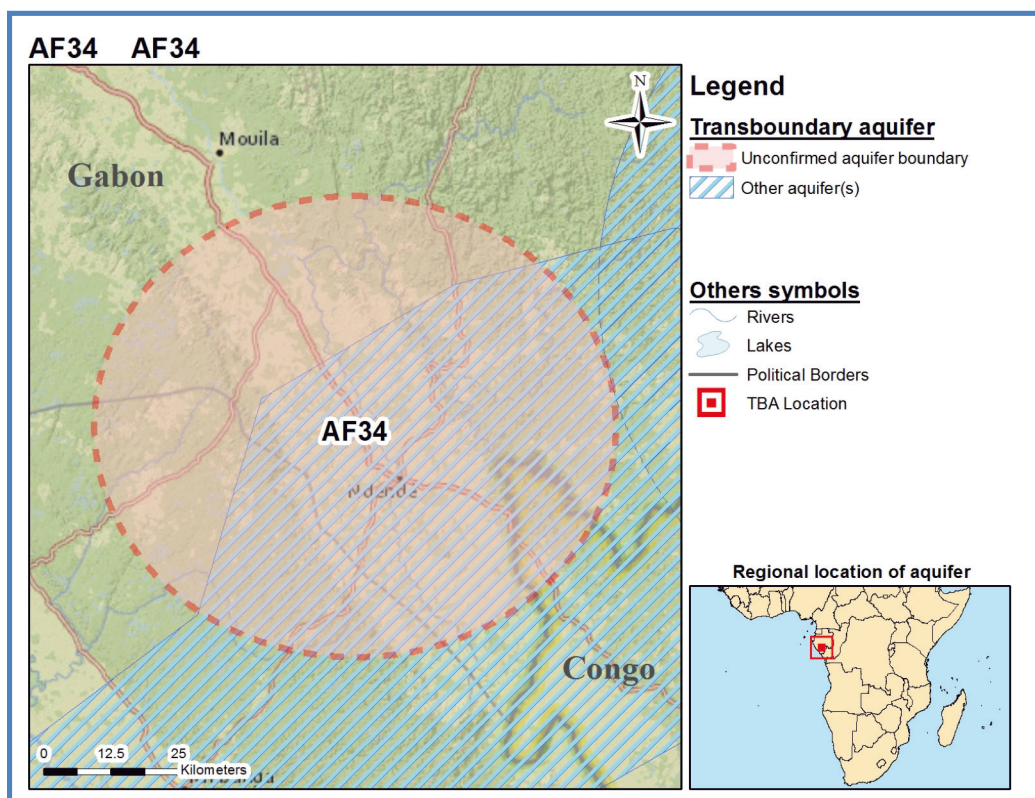 AF34 AF34
N
Mouila
Gabon
AF34
Ndende
Congo
0 12.5 25
Kilometers
Legend
Transboundary aquifer
Unconfirmed aquifer boundary
Other aquifer(s)
Others symbols
Rivers
Lakes
Political Borders
TBA Location
Regional location of aquifer